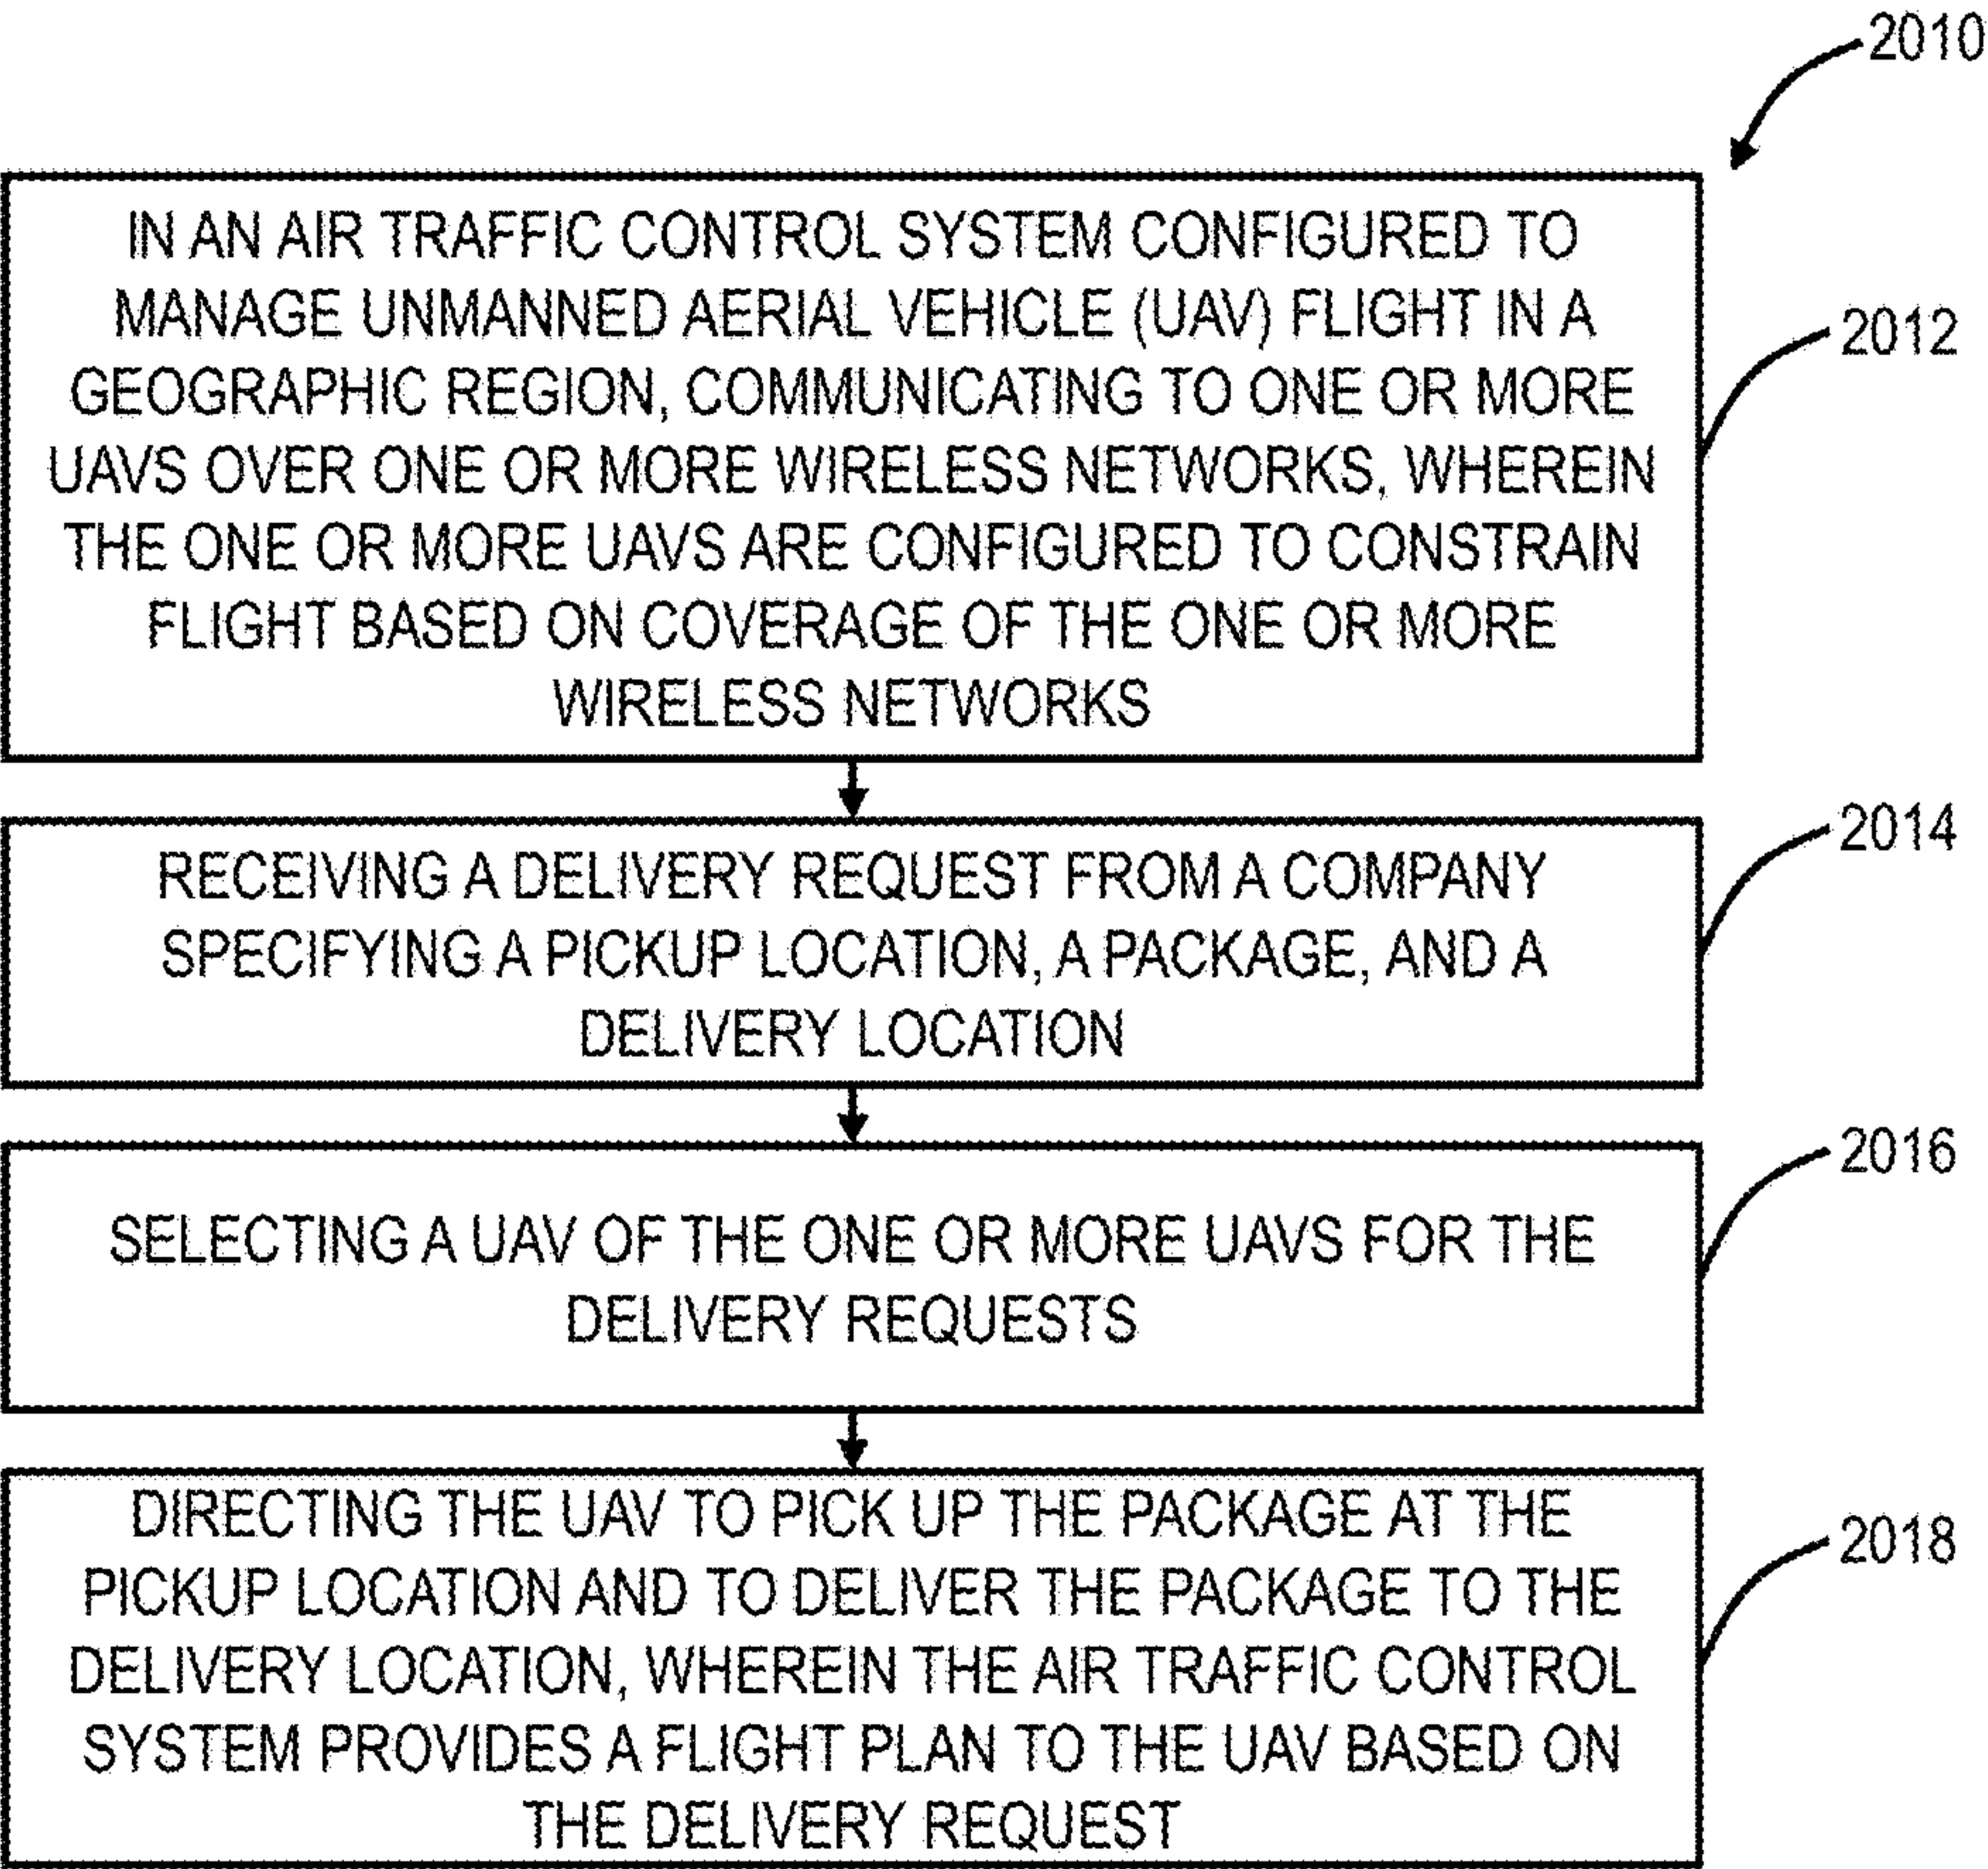 2010
IN AN AIR TRAFFIC CONTROL SYSTEM CONFIGURED TO
MANAGE UNMANNED AERIAL VEHICLE (UAV) FLIGHT IN A
GEOGRAPHIC REGION, COMMUNICATING TO ONE OR MORE
UAVS OVER ONE OR MORE WIRELESS NETWORKS, WHEREIN
THE ONE OR MORE UAVS ARE CONFIGURED TO CONSTRAIN
FLIGHT BASED ON COVERAGE OF THE ONE OR MORE
WIRELESS NETWORKS
2012
RECEIVING A DELIVERY REQUEST FROM A COMPANY
SPECIFYING A PICKUP LOCATION, A PACKAGE, AND A
DELIVERY LOCATION
2014
SELECTING A UAV OF THE ONE OR MORE UAVS FOR THE
DELIVERY REQUESTS
2016
DIRECTING THE UAV TO PICK UP THE PACKAGE AT THE
PICKUP LOCATION AND TO DELIVER THE PACKAGE TO THE
DELIVERY LOCATION, WHEREIN THE AIR TRAFFIC CONTROL
SYSTEM PROVIDES A FLIGHT PLAN TO THE UAV BASED ON
THE DELIVERY REQUEST
2018